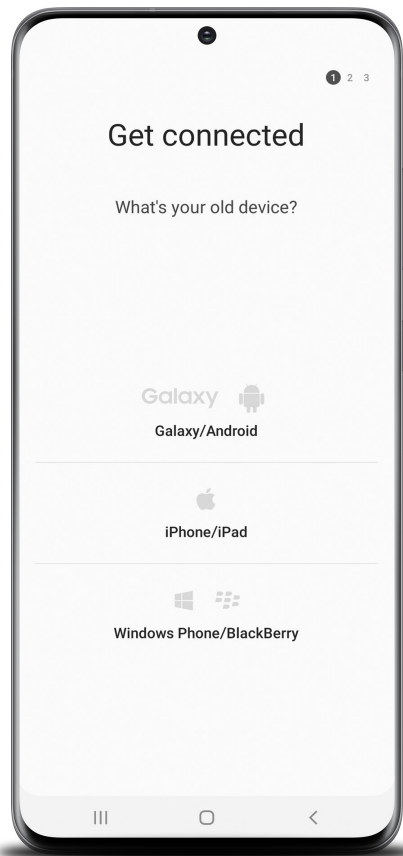 1 2 3
Get connected
What's your old device?
Galaxy
Galaxy/Android
iPhone/iPad
Windows Phone/BlackBerry